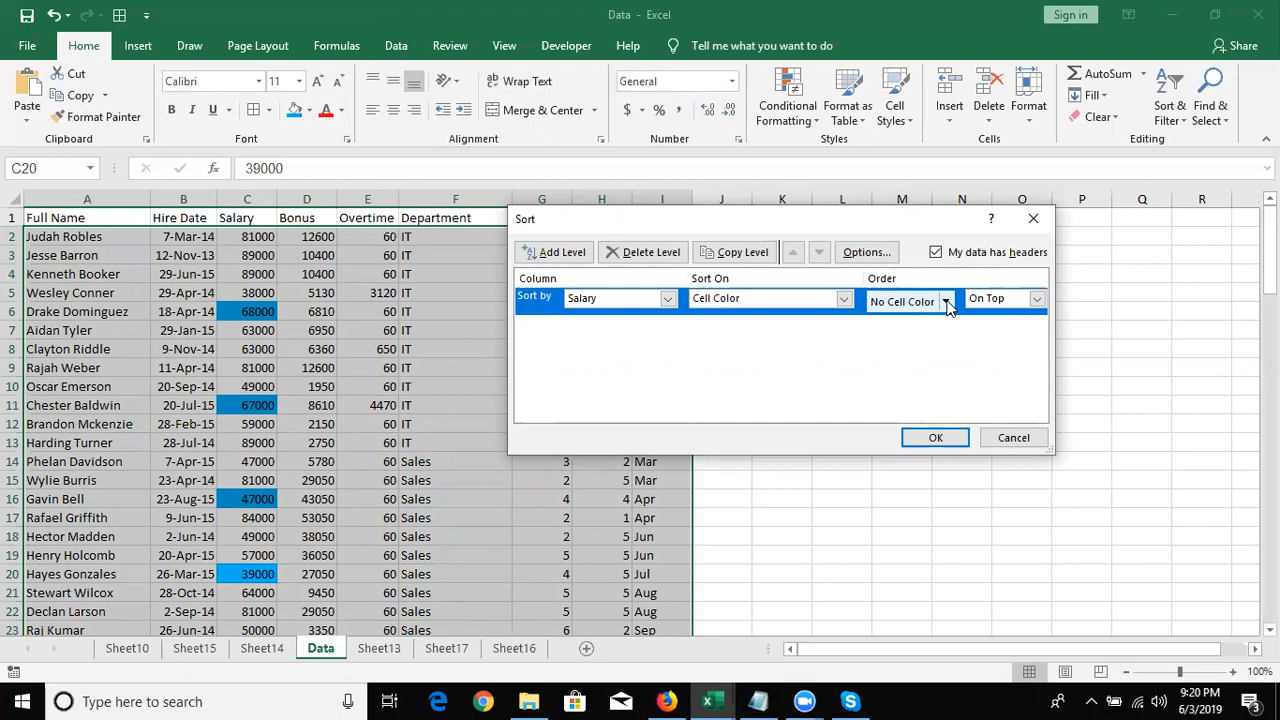 Data - Excel
Sign in
File Home Insert Draw Page Layout Formulas Data Review View Developer Help Tell me what you want to do Share
Cut
Copy
Format Painter
Paste
Clipboard
Calibri 11
B I U
Font
Wrap Text
Merge & Center
Alignment
General
Number
Conditional Formatting
Format as Table
Cell Styles
Styles
Insert
Delete
Format
Cells
AutoSum
Fill
Clear
Sort & Filter
Find & Select
Editing
C20 39000
A B C D E F G H I J K L M N O P Q R
1 Full Name Hire Date Salary Bonus Overtime Department
2 Judah Robles 7-Mar-14 81000 12600 60 IT
3 Jesse Barron 12-Nov-13 89000 10400 60 IT
4 Kenneth Booker 29-Jun-15 89000 10400 60 IT
5 Wesley Conner 29-Apr-14 38000 5130 3120 IT
6 Drake Dominguez 18-Apr-14 68000 6810 60 IT
7 Aidan Tyler 29-Jun-15 63000 6950 60 IT
8 Clayton Riddle 9-Nov-14 63000 6360 650 IT
9 Rajah Weber 11-Apr-14 81000 12600 60 IT
10 Oscar Emerson 20-Sep-14 49000 1950 60 IT
11 Chester Baldwin 20-Jul-15 67000 8610 4470 IT
12 Brandon Mckenzie 28-Feb-15 59000 2150 60 IT
13 Harding Turner 28-Jul-14 89000 2750 60 IT
14 Phelan Davidson 7-Apr-15 47000 5780 60 Sales 3 2 Mar
15 Wylie Burris 23-Apr-14 81000 29050 60 Sales 2 5 Mar
16 Gavin Bell 23-Aug-15 47000 43050 60 Sales 4 4 Apr
17 Rafael Griffith 9-Jun-15 84000 53050 60 Sales 2 1 Apr
18 Hector Madden 2-Jun-14 49000 38050 60 Sales 2 5 Jun
19 Henry Holcomb 20-Apr-15 57000 36050 60 Sales 5 5 Jun
20 Hayes Gonzales 26-Mar-15 39000 27050 60 Sales 4 5 Jul
21 Stewart Wilcox 28-Oct-14 64000 9450 60 Sales 5 5 Aug
22 Declan Larson 2-Sep-14 81000 29050 60 Sales 5 5 Aug
23 Raj Kumar 26-Jun-14 50000 3350 60 Sales 6 2 Sep
Sort ?
Add Level Delete Level Copy Level Options... My data has headers
Column Sort On Order
Sort by Salary Cell Color No Cell Color On Top
OK Cancel
Sheet10 Sheet15 Sheet14 Data Sheet13 Sheet17 Sheet16
100%
Type here to search
9:20 PM
6/3/2019